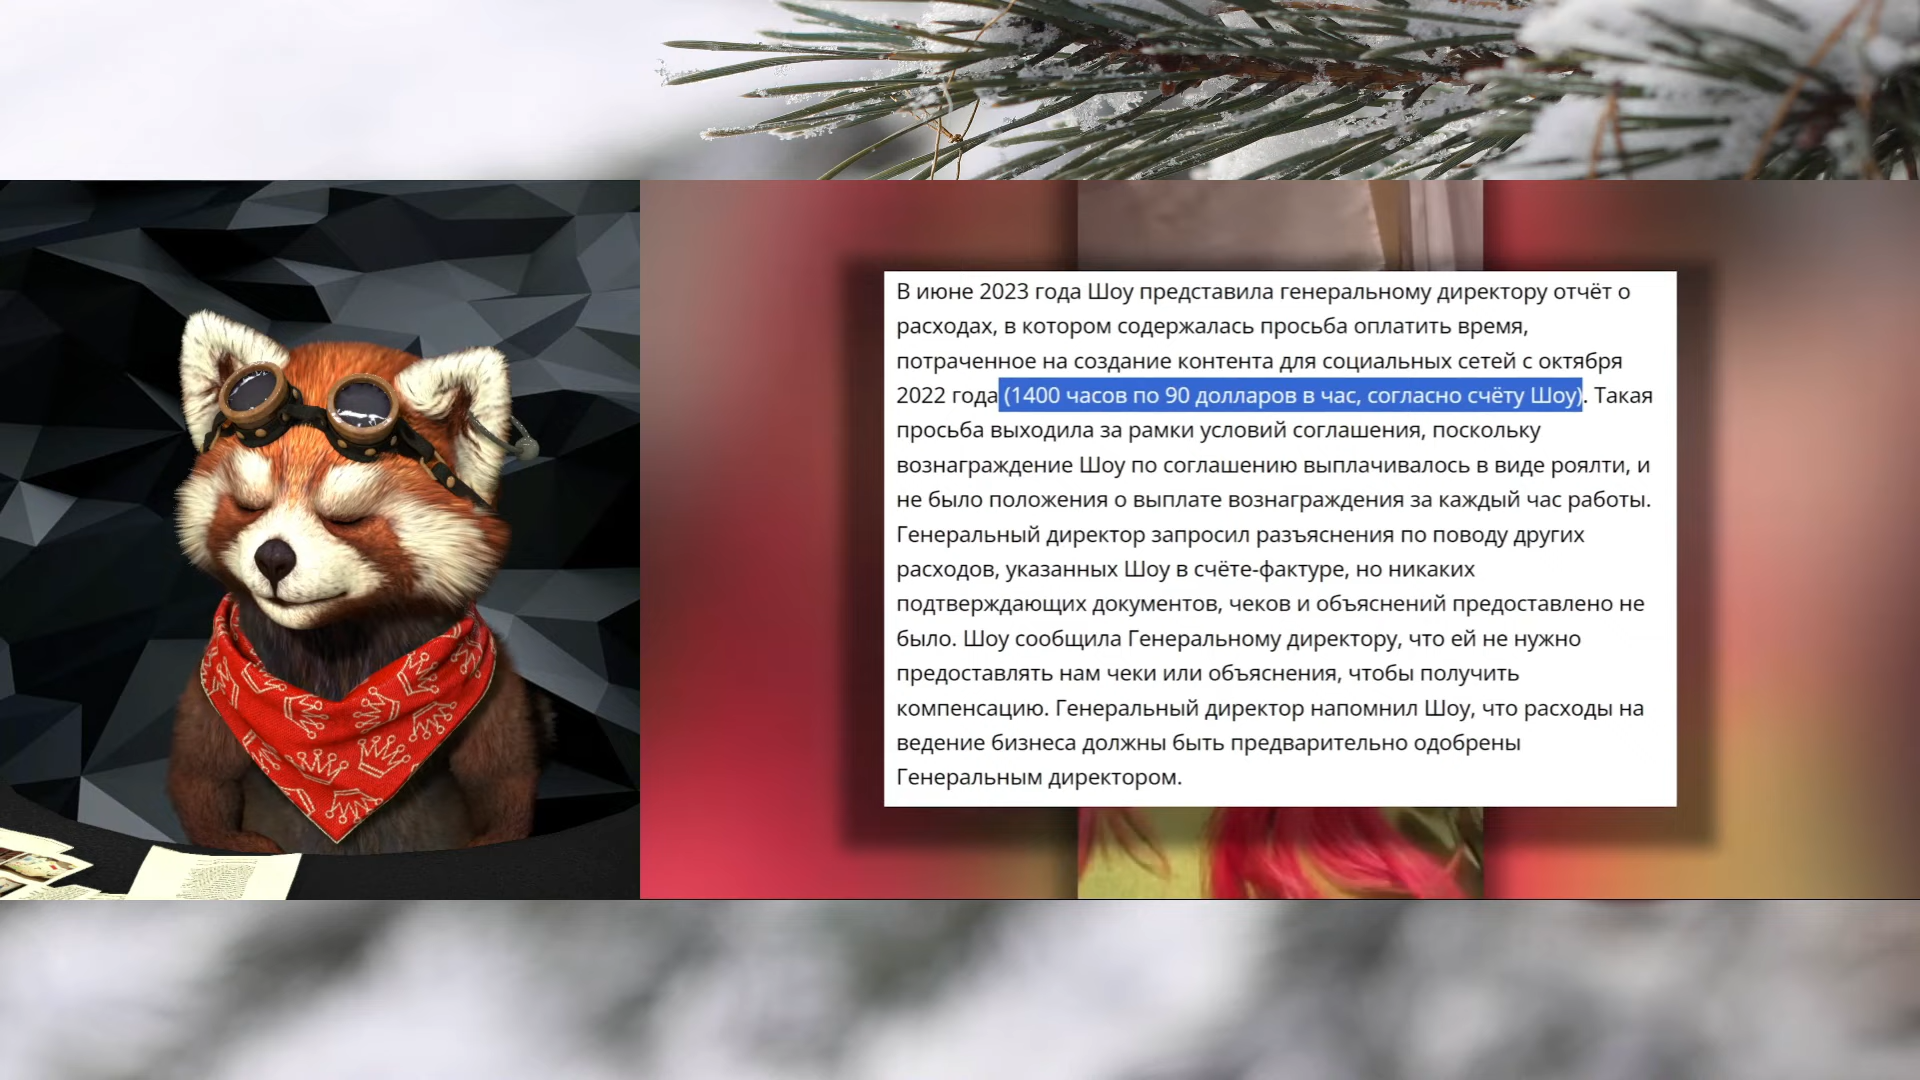 В июне 2023 года Шоу представила генеральному директору отчёт о
расходах, в котором содержалась просьба оплатить время,
потраченное на создание контента для социальных сетей с октября
2022 года (1400 часов по 90 долларов в час, согласно счёту Шоу). Такая
просьба выходила за рамки условий соглашения, поскольку
вознаграждение Шоу по соглашению выплачивалось в виде роялти, и
не было положения о выплате вознаграждения за каждый час работы.
Генеральный директор запросил разъяснения по поводу других
расходов, указанных Шоу в счёте-фактуре, но никаких
подтверждающих документов, чеков и объяснений предоставлено не
было. Шоу сообщила Генеральному директору, что ей не нужно
предоставлять нам чеки или объяснения, чтобы получить
компенсацию. Генеральный директор напомнил Шоу, что расходы на
ведение бизнеса должны быть предварительно одобрены
Генеральным директором.